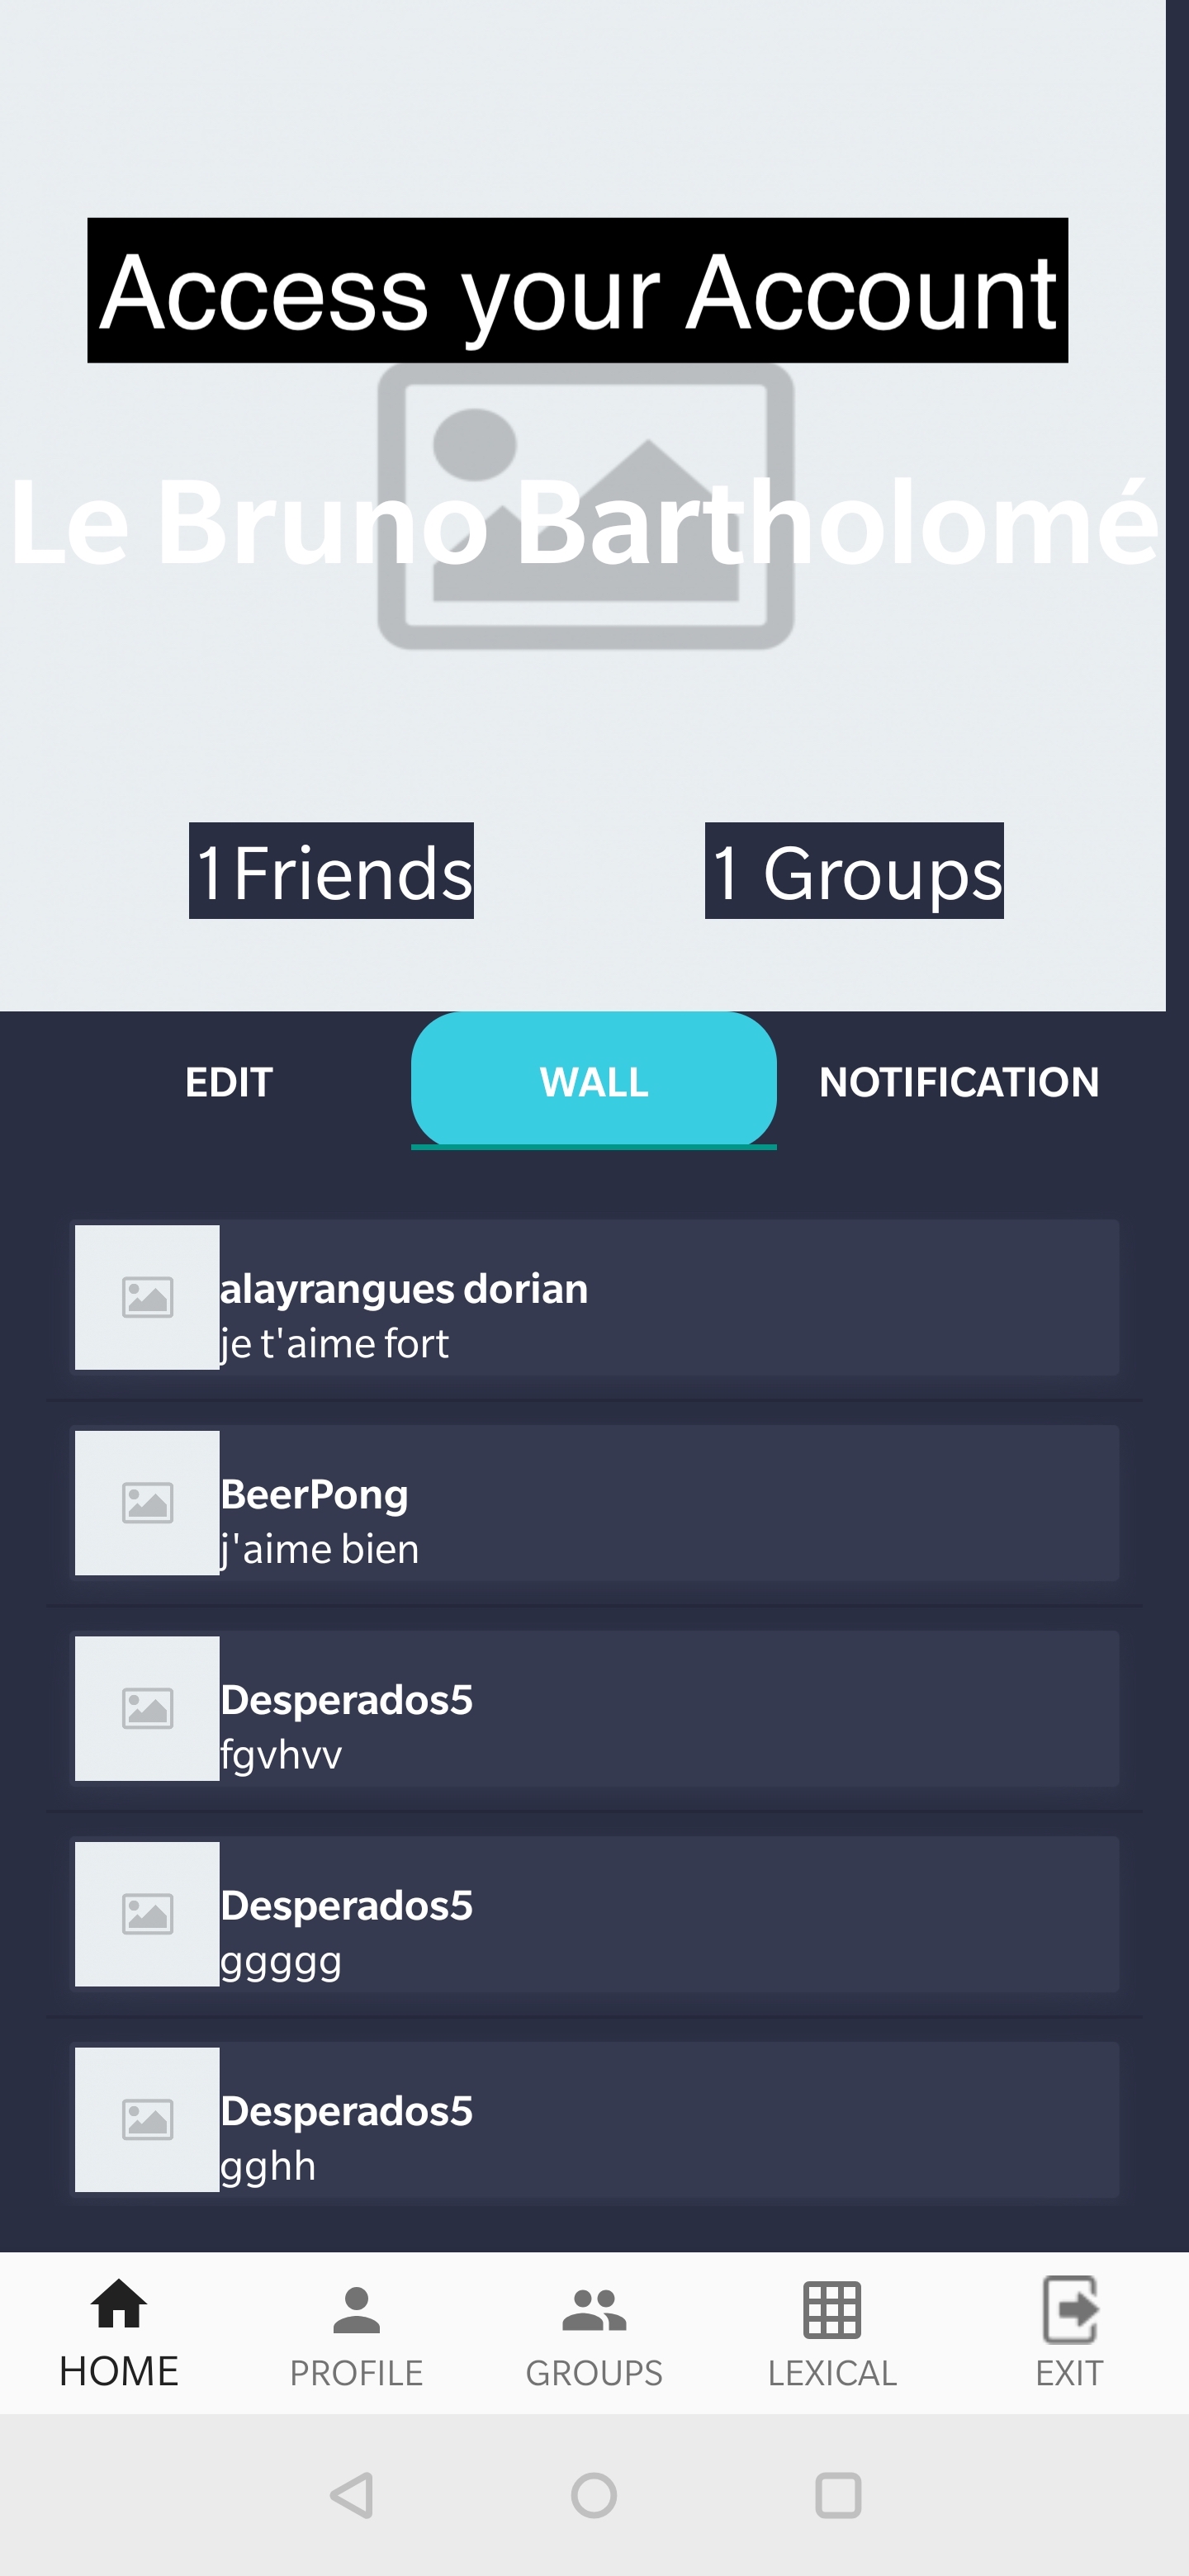 Access your Account
Le Bruno Bartholomé
1Friends
1 Groups
EDIT
WALL
NOTIFICATION
alayrangues dorian
je t'aime fort
BeerPong
j'aime bien
Desperados5
fgvhvv
Desperados5
ggggg
Desperados5
gghh
HOME
PROFILE
GROUPS
LEXICAL
EXIT